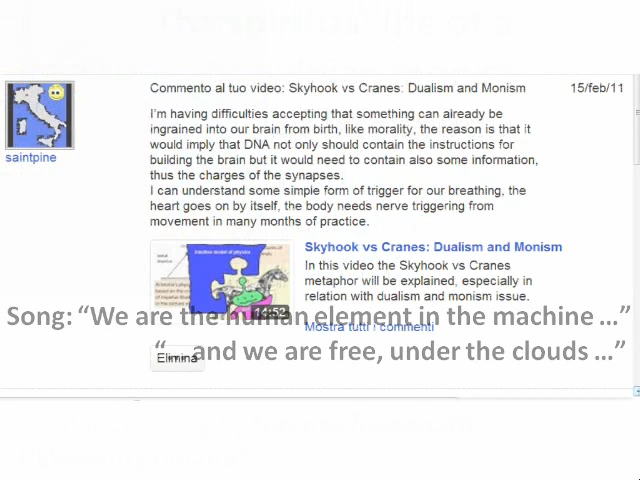 Commento al tuo video: Skyhook vs Cranes: Dualism and Monism 15/feb/11
saintpine
I'm having difficulties accepting that something can already be
ingrained into our brain from birth, like morality, the reason is that it
would imply that DNA not only should contain the instructions for
building the brain but it would need to contain also some information,
thus the charges of the synapses.
I can understand some simple form of trigger for our breathing, the
heart goes on by itself, the body needs nerve triggering from
movement in many months of practice.
Skyhook vs Cranes: Dualism and Monism
In this video the Skyhook vs Cranes
metaphor will be explained, especially in
relation with dualism and monism issue.
14:52
Song: “We are the human element in the machine …”
Mostra tutti i commenti
“… and we are free, under the clouds …”
Elimina